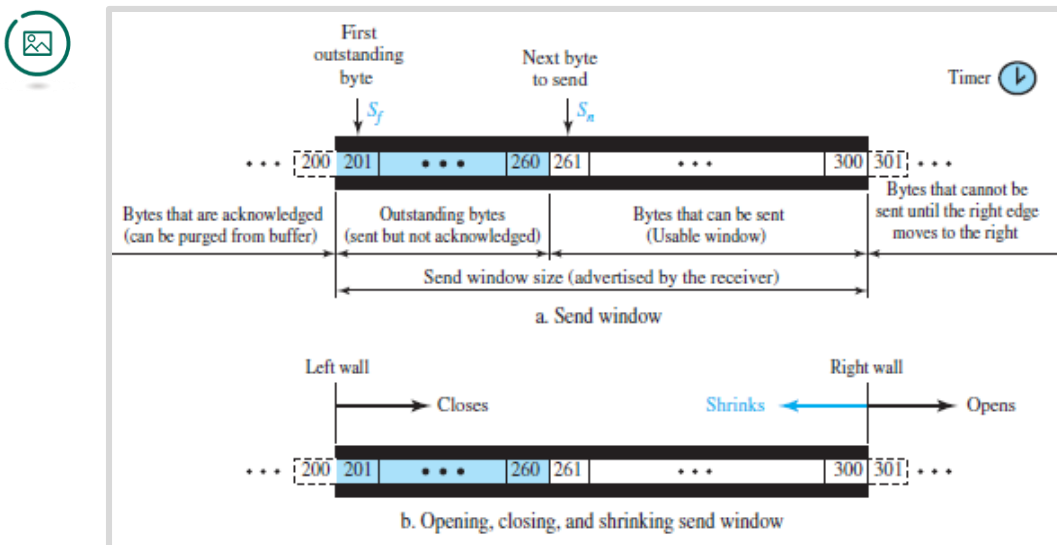 First
outstanding
byte
Next byte
to send
Timer
Sf
Sn
• • • 200 201 • • • 260 261 • • • 300 301 • • •
Bytes that are acknowledged
(can be purged from buffer)
Outstanding bytes
(sent but not acknowledged)
Bytes that can be sent
(Usable window)
Bytes that cannot be
sent until the right edge
moves to the right
Send window size (advertised by the receiver)
a. Send window
Left wall
Right wall
Closes
Shrinks
Opens
• • • 200 201 • • • 260 261 • • • 300 301 • • •
b. Opening, closing, and shrinking send window